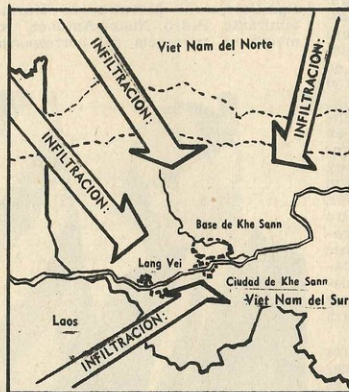 Viet Nam del Norte
INFILTRACION:
INFILTRACION:
INFILTRACION:
Base de Khe Sann
Lang Vei
Ciudad de Khe Sann
Viet Nam del Sur
Laos
INFILTRACION: